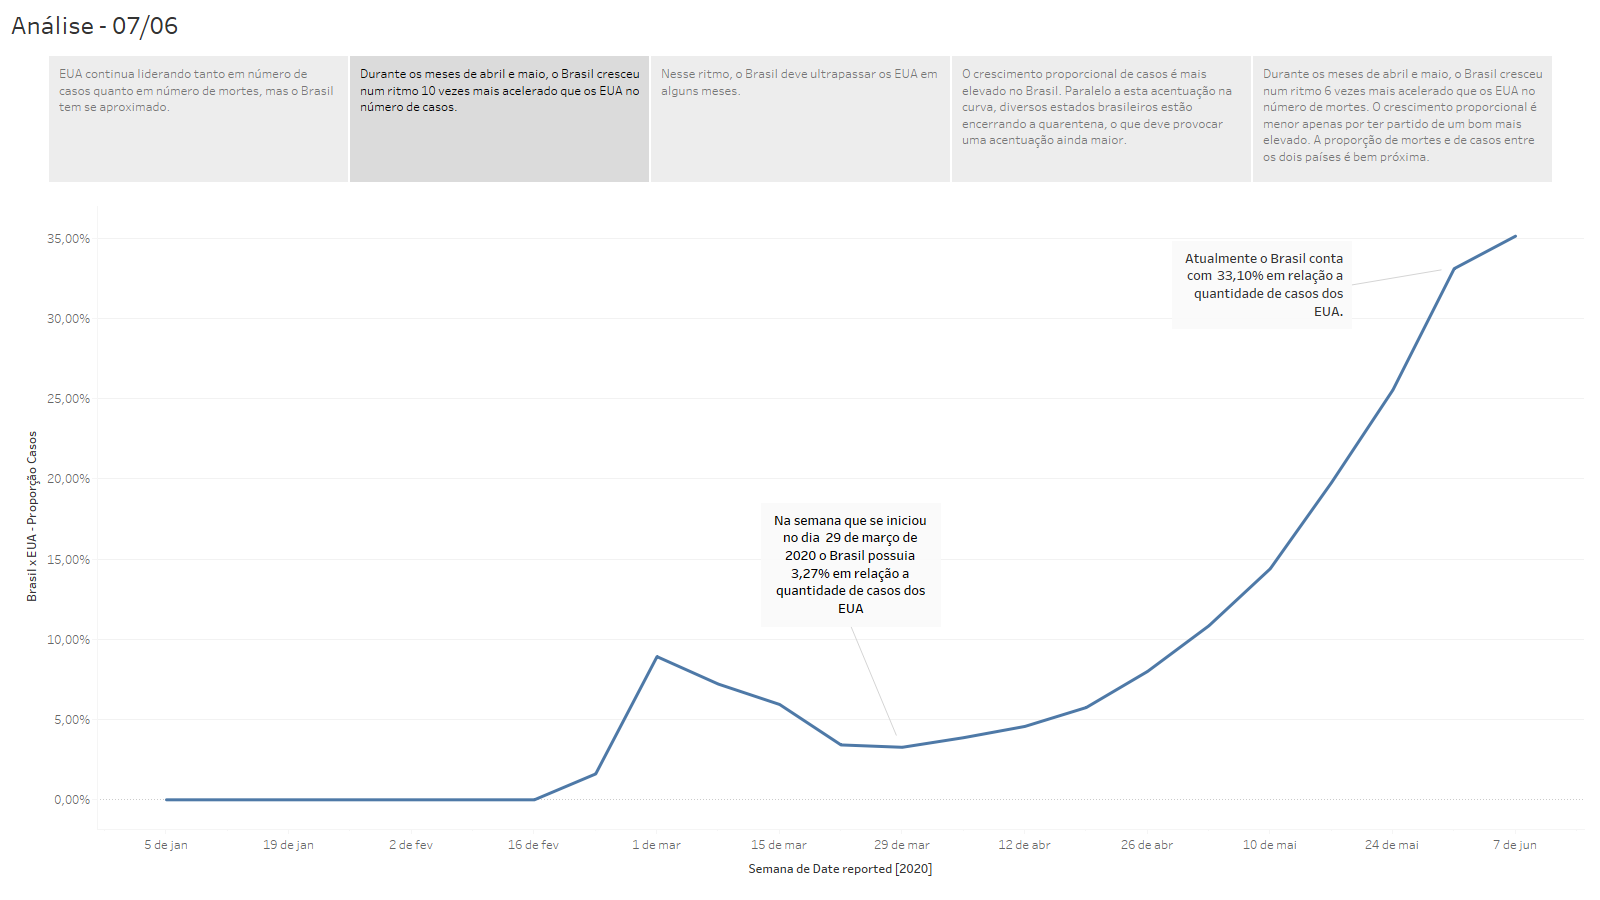 Análise - 07/06
EUA continua liderando tanto em número de
casos quanto em número de mortes, mas o Brasil
tem se aproximado.
Durante os meses de abril e maio, o Brasil cresceu
num ritmo 10 vezes mais acelerado que os EUA no
número de casos.
Nesse ritmo, o Brasil deve ultrapassar os EUA em
alguns meses.
O crescimento proporcional de casos é mais
elevado no Brasil. Paralelo a esta acentuação na
curva, diversos estados brasileiros estão
encerrando a quarentena, o que deve provocar
uma acentuação ainda maior.
Durante os meses de abril e maio, o Brasil cresceu
num ritmo 6 vezes mais acelerado que os EUA no
número de mortes. O crescimento proporcional é
menor apenas por ter partido de um bom mais
elevado. A proporção de mortes e de casos entre
os dois países é bem próxima.
Brasil x EUA - Proporção Casos
35,00%
30,00%
25,00%
20,00%
15,00%
10,00%
5,00%
0,00%
Atualmente o Brasil conta
com  33,10% em relação a
quantidade de casos dos
EUA.
Na semana que se iniciou
no dia  29 de março de
2020 o Brasil possuia
3,27% em relação a
quantidade de casos dos
EUA
5 de jan
19 de jan
2 de fev
16 de fev
1 de mar
15 de mar
29 de mar
12 de abr
26 de abr
10 de mai
24 de mai
7 de jun
Semana de Date reported [2020]